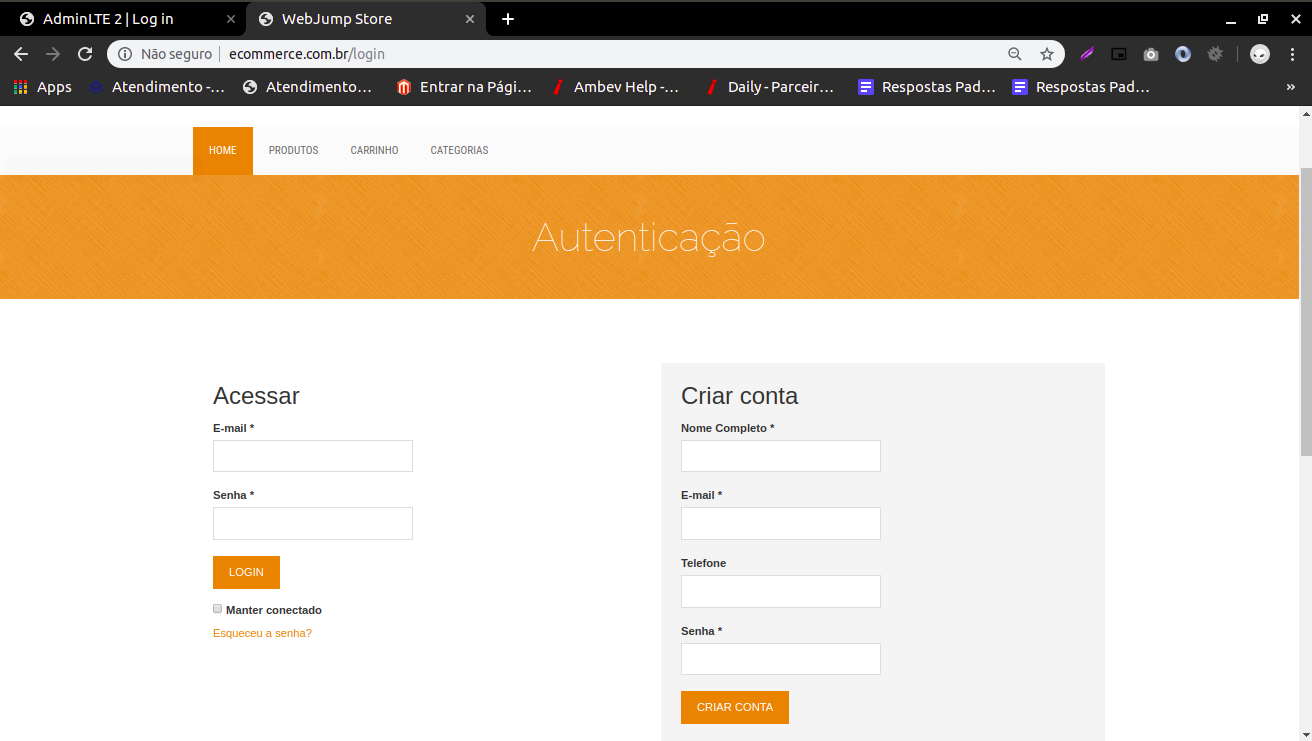 AdminLTE 2 | Log in
WebJump Store
Não seguro | ecommerce.com.br/login
Apps Atendimento -... Atendimento... Entrar na Pági... Ambev Help -... Daily - Parceir... Respostas Pad... Respostas Pad... »
HOME PRODUTOS CARRINHO CATEGORIAS
Autenticação
Acessar
E-mail *
Senha *
LOGIN
Manter conectado
Esqueceu a senha?
Criar conta
Nome Completo *
E-mail *
Telefone
Senha *
CRIAR CONTA